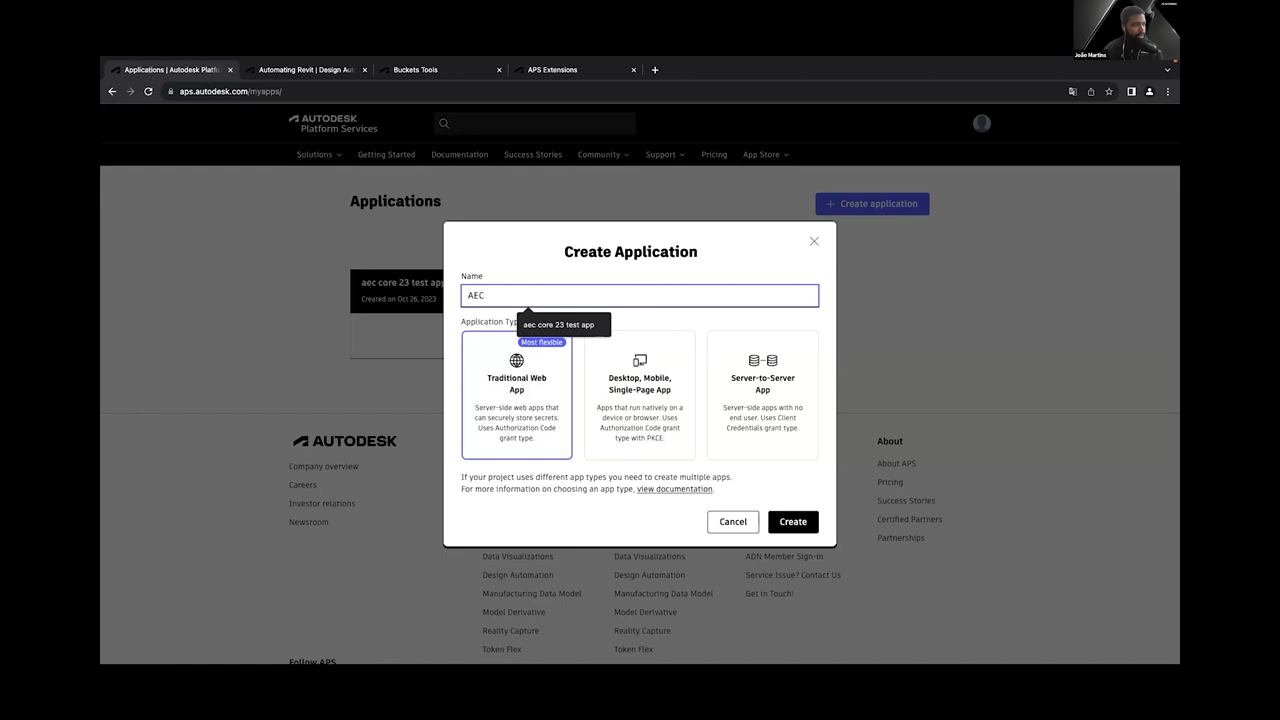 João Martins
Applications | Autodesk Platfo
Automating Revit | Design Aut
Buckets Tools
APS Extensions
aps.autodesk.com/myapps/
AUTODESK
Platform Services
Solutions
Getting Started
Documentation
Success Stories
Community
Support
Pricing
App Store
Applications
+ Create application
aec core 23 test app
Created on Oct 26, 2023
Create Application
Name
AEC
aec core 23 test app
Application Typ
Most flexible
Traditional Web
App
Server-side web apps that
can securely store secrets.
Uses Authorization Code
grant type.
Desktop, Mobile,
Single-Page App
Apps that run natively on a
device or browser. Uses
Authorization Code grant
type with PKCE.
Server-to-Server
App
Server-side apps with no
end user. Uses Client
Credentials grant type.
If your project uses different app types you need to create multiple apps.
For more information on choosing an app type, view documentation.
Cancel
Create
AUTODESK
Company overview
Careers
Investor relations
Newsroom
Data Visualizations
Design Automation
Manufacturing Data Model
Model Derivative
Reality Capture
Token Flex
Data Visualizations
Design Automation
Manufacturing Data Model
Model Derivative
Reality Capture
Token Flex
ADN Member Sign-in
Service Issue? Contact Us
Get in Touch!
About
About APS
Pricing
Success Stories
Certified Partners
Partnerships
Follow APS